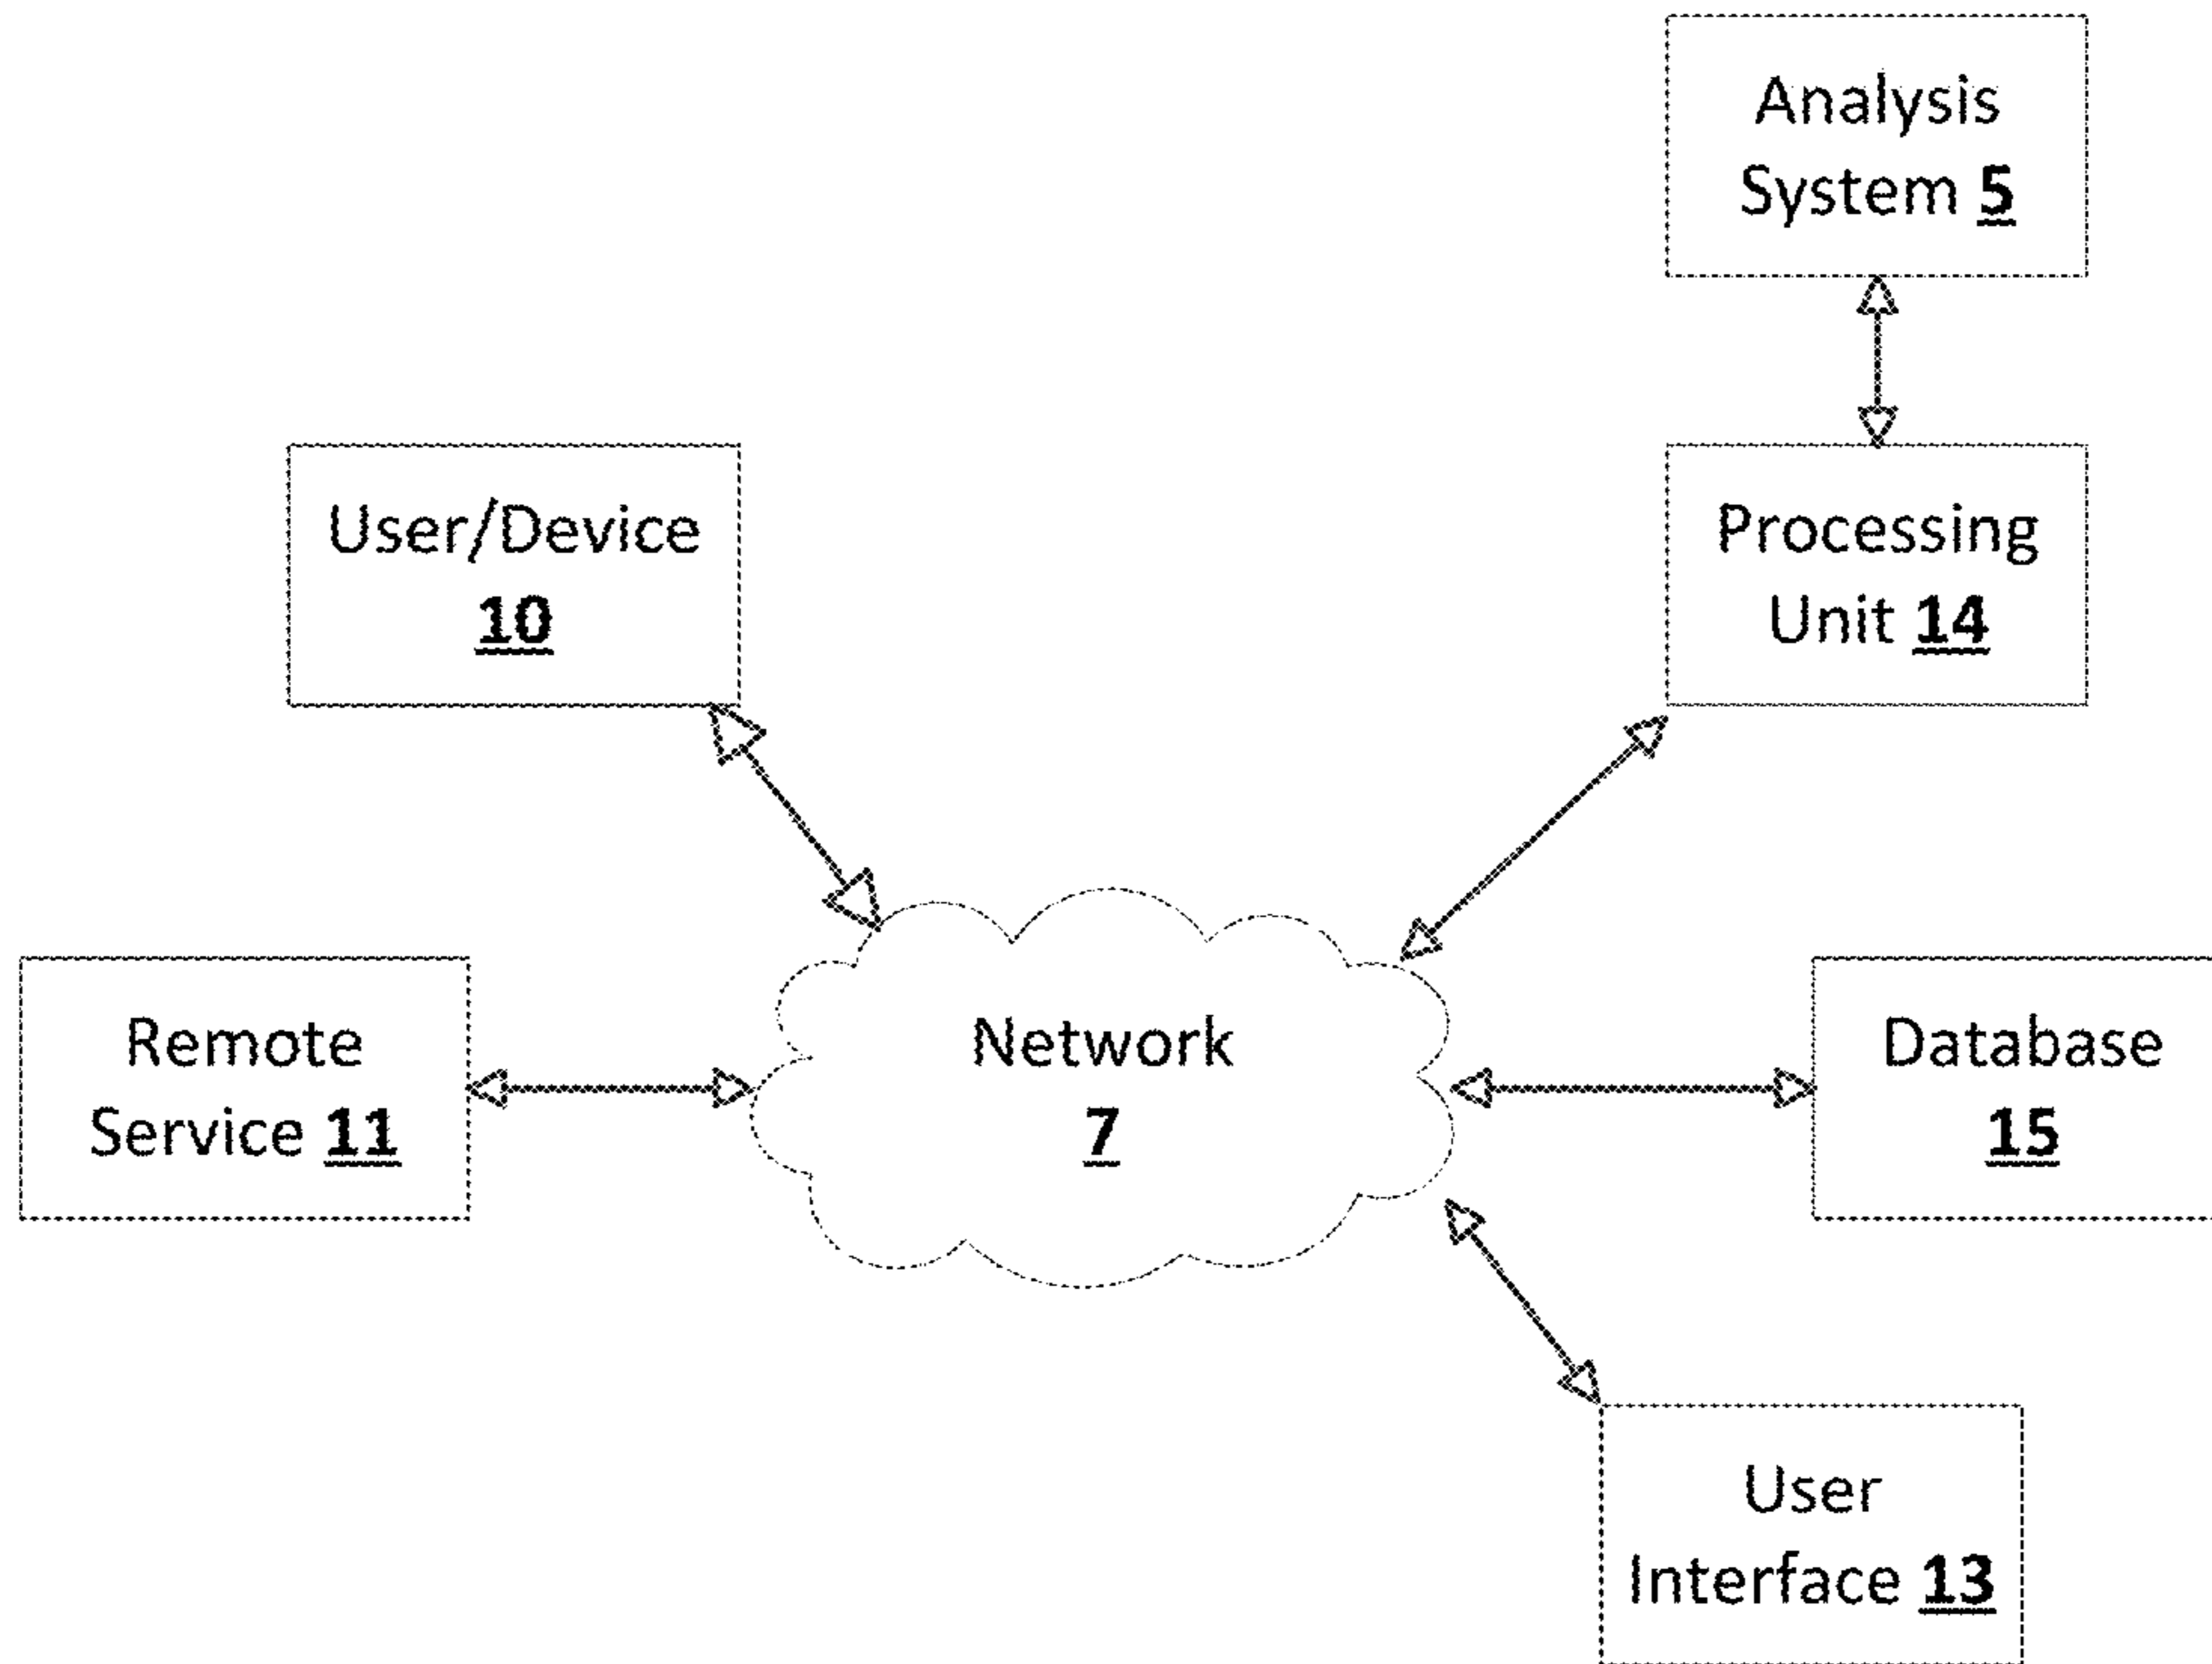 Analysis
System 5
User/Device
10
Processing
Unit 14
Remote
Service 11
Network
7
Database
15
User
Interface 13